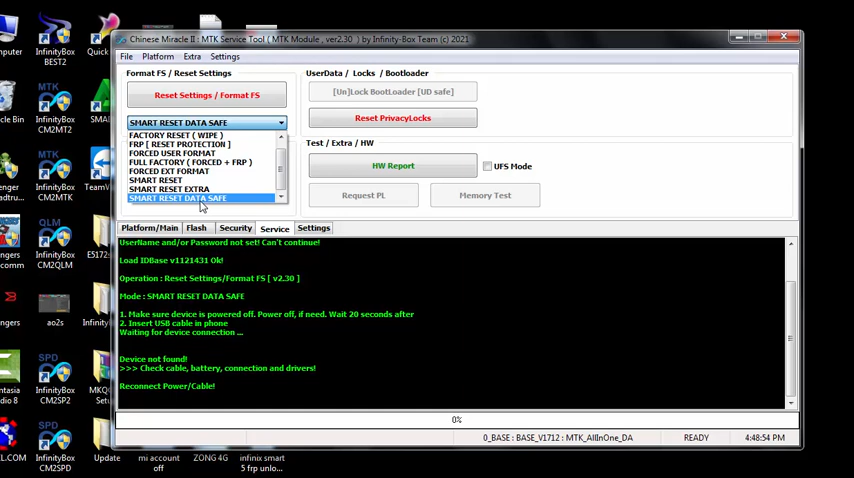 Chinese Miracle II : MTK Service Tool ( MTK Module , ver2.30 ) by Infinity-Box Team (c) 2021
File Platform Extra Settings
Format FS / Reset Settings
UserData / Locks / Bootloader
Reset Settings / Format FS
[Un]Lock BootLoader [UD safe]
SMART RESET DATA SAFE
Reset PrivacyLocks
FACTORY RESET ( WIPE )
FRP [ RESET PROTECTION ]
FORCED USER FORMAT
FULL FACTORY ( FORCED + FRP )
FORCED EXT FORMAT
SMART RESET
SMART RESET EXTRA
SMART RESET DATA SAFE
Test / Extra / HW
HW Report
UFS Mode
Request PL
Memory Test
Platform/Main Flash Security Service Settings
UserName and/or Password not set! Can't continue!
Load IDBase v1121431 Ok!
Operation : Reset Settings/Format FS [ v2.30 ]
Mode : SMART RESET DATA SAFE
1. Make sure device is powered off. Power off, if need. Wait 20 seconds after
2. Insert USB cable in phone
Waiting for device connection ...
Device not found!
>>> Check cable, battery, connection and drivers!
Reconnect Power/Cable!
0%
0_BASE : BASE_V1712 : MTK_AllInOne_DA
READY
4:48:54 PM
InfinityBox
BEST2
Quick
MTK
InfinityBox
CM2MT2
InfinityBox
CM2MTK
QLM
InfinityBox
CM2QLM
E5172s
ao2s
SPD
InfinityBox
CM2SP2
SPD
InfinityBox
CM2SPD
Update
mi account
off
ZONG 4G
infinix smart
5 frp unlo...